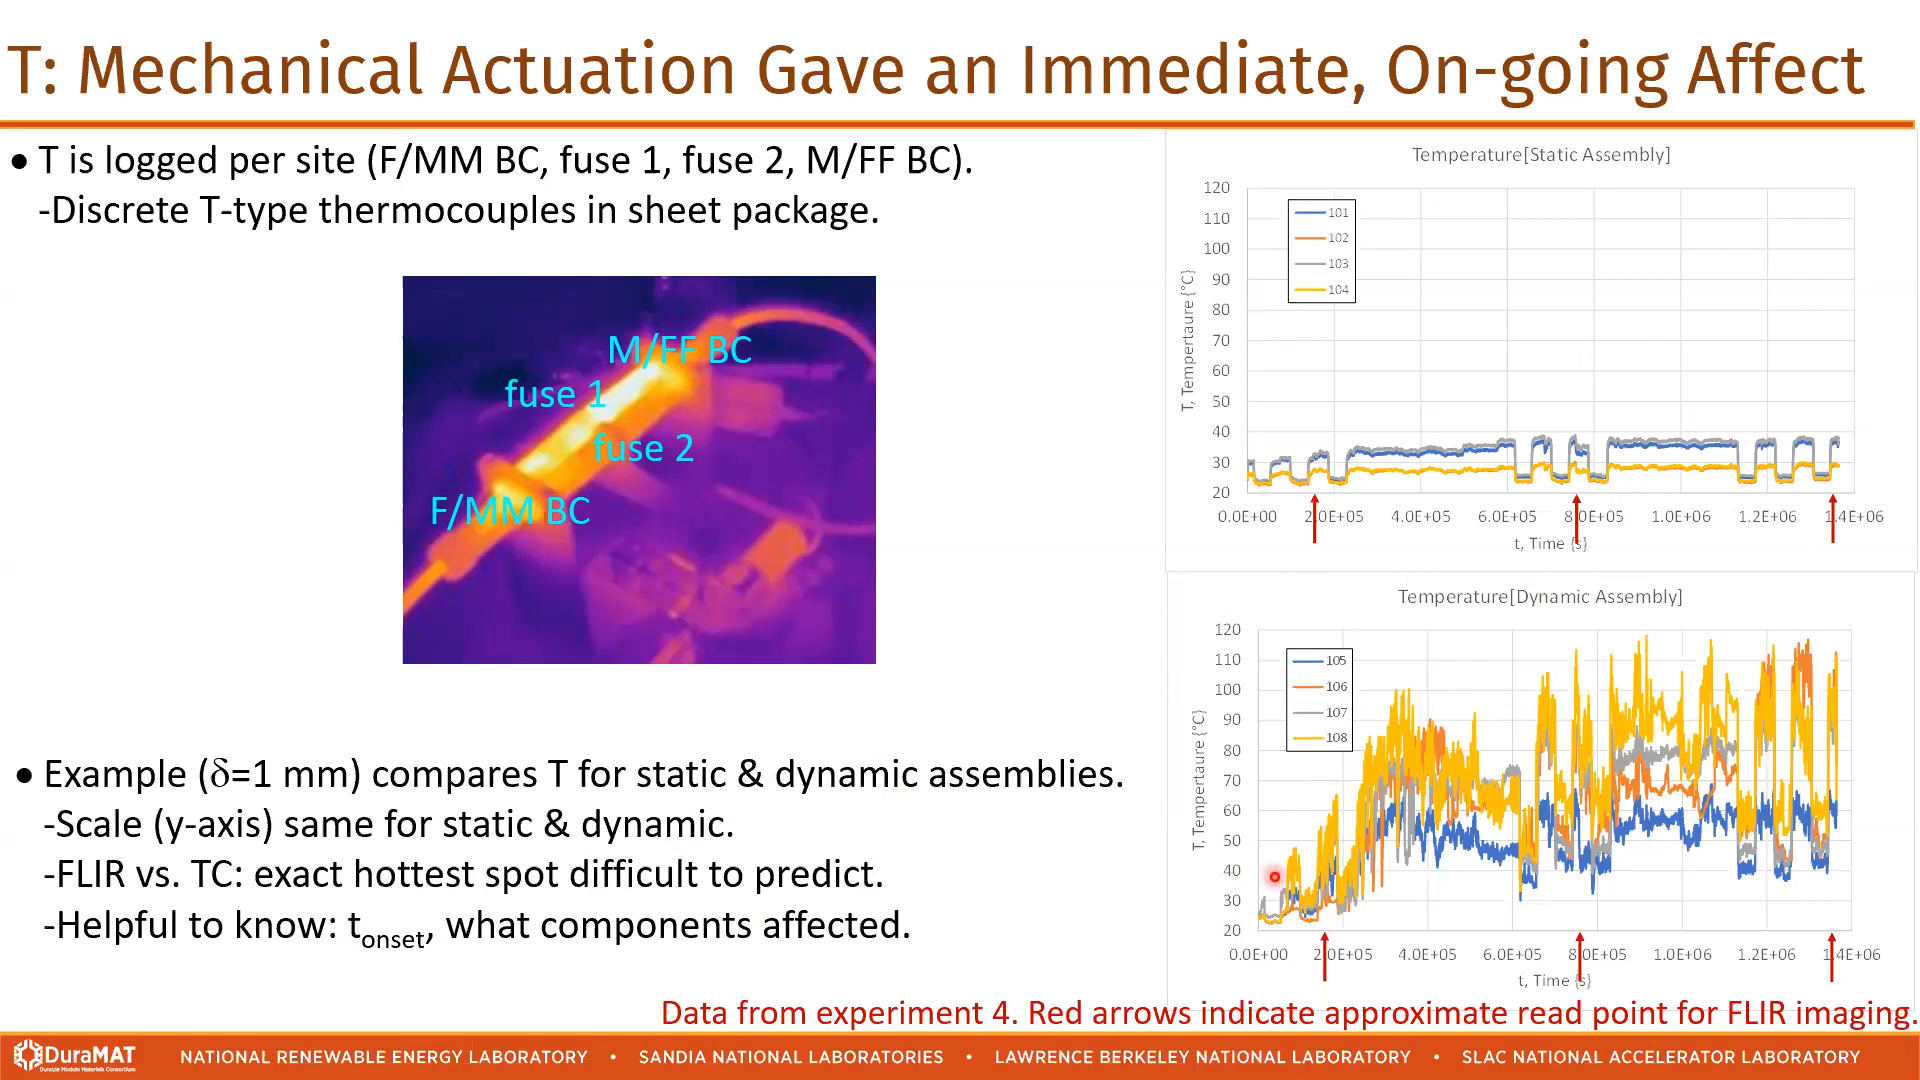 T: Mechanical Actuation Gave an Immediate, On-going Affect
• T is logged per site (F/MM BC, fuse 1, fuse 2, M/FF BC).
-Discrete T-type thermocouples in sheet package.
M/FF BC
fuse 1
fuse 2
F/MM BC
• Example (δ=1 mm) compares T for static & dynamic assemblies.
-Scale (y-axis) same for static & dynamic.
-FLIR vs. TC: exact hottest spot difficult to predict.
-Helpful to know: tonset, what components affected.
Temperature[Static Assembly]
T, Tempertaure {°C}
120
110
100
90
80
70
60
50
40
30
20
101
102
103
104
0.0E+00 2.0E+05 4.0E+05 6.0E+05 8.0E+05 1.0E+06 1.2E+06 1.4E+06
t, Time {s}
Temperature[Dynamic Assembly]
T, Tempertaure {°C}
120
110
100
90
80
70
60
50
40
30
20
105
106
107
108
0.0E+00 2.0E+05 4.0E+05 6.0E+05 8.0E+05 1.0E+06 1.2E+06 1.4E+06
t, Time {s}
Data from experiment 4. Red arrows indicate approximate read point for FLIR imaging.
DuraMAT
Durable Module Materials Consortium
NATIONAL RENEWABLE ENERGY LABORATORY • SANDIA NATIONAL LABORATORIES • LAWRENCE BERKELEY NATIONAL LABORATORY • SLAC NATIONAL ACCELERATOR LABORATORY